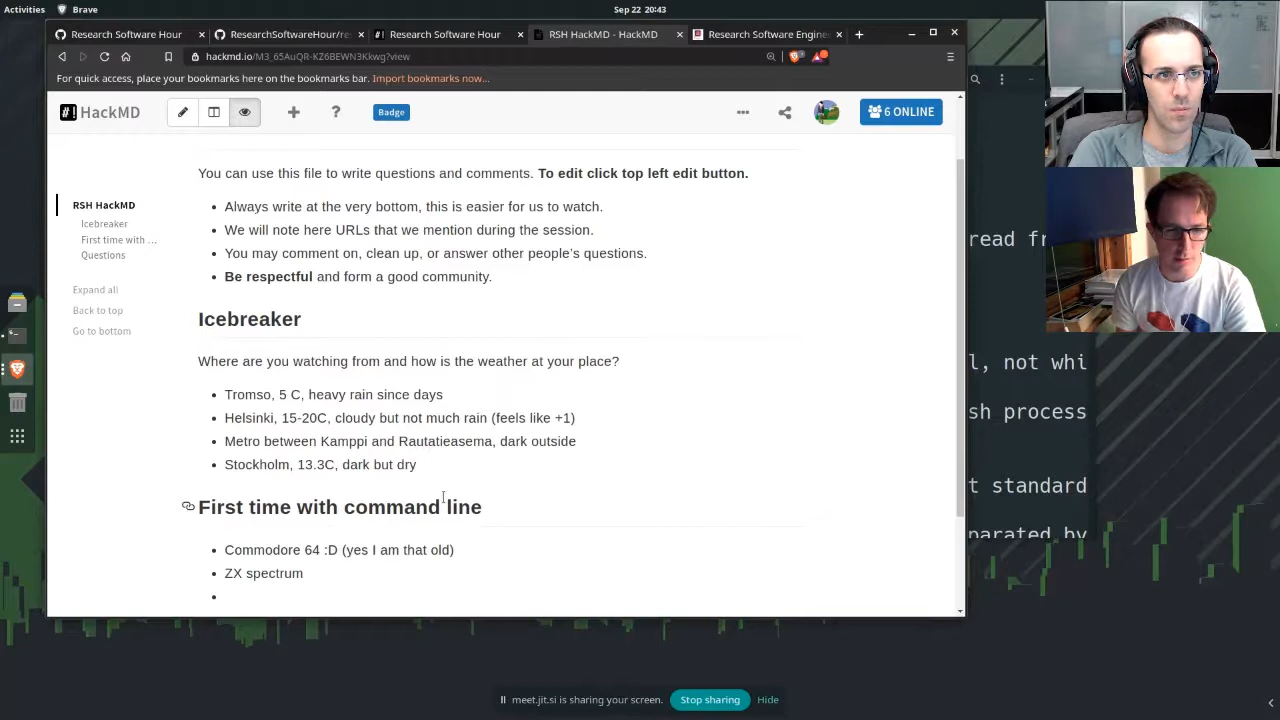 Activities
Brave
Sep 22 20:43
Research Software Hour
ResearchSoftwareHour/re
Research Software Hour
RSH HackMD - HackMD
Research Software Engine
hackmd.io/M3_65AuQR-KZ6BEWN3Kkwg?view
For quick access, place your bookmarks here on the bookmarks bar. Import bookmarks now...
HackMD
Badge
6 ONLINE
RSH HackMD
Icebreaker
First time with ...
Questions
Expand all
Back to top
Go to bottom
You can use this file to write questions and comments. To edit click top left edit button.
• Always write at the very bottom, this is easier for us to watch.
• We will note here URLs that we mention during the session.
• You may comment on, clean up, or answer other people's questions.
• Be respectful and form a good community.
Icebreaker
Where are you watching from and how is the weather at your place?
• Tromso, 5 C, heavy rain since days
• Helsinki, 15-20C, cloudy but not much rain (feels like +1)
• Metro between Kamppi and Rautatieasema, dark outside
• Stockholm, 13.3C, dark but dry
First time with command line
• Commodore 64 :D (yes I am that old)
• ZX spectrum
•
read fr
l, not whi
sh process
t standard
parated by
meet.jit.si is sharing your screen.
Stop sharing
Hide